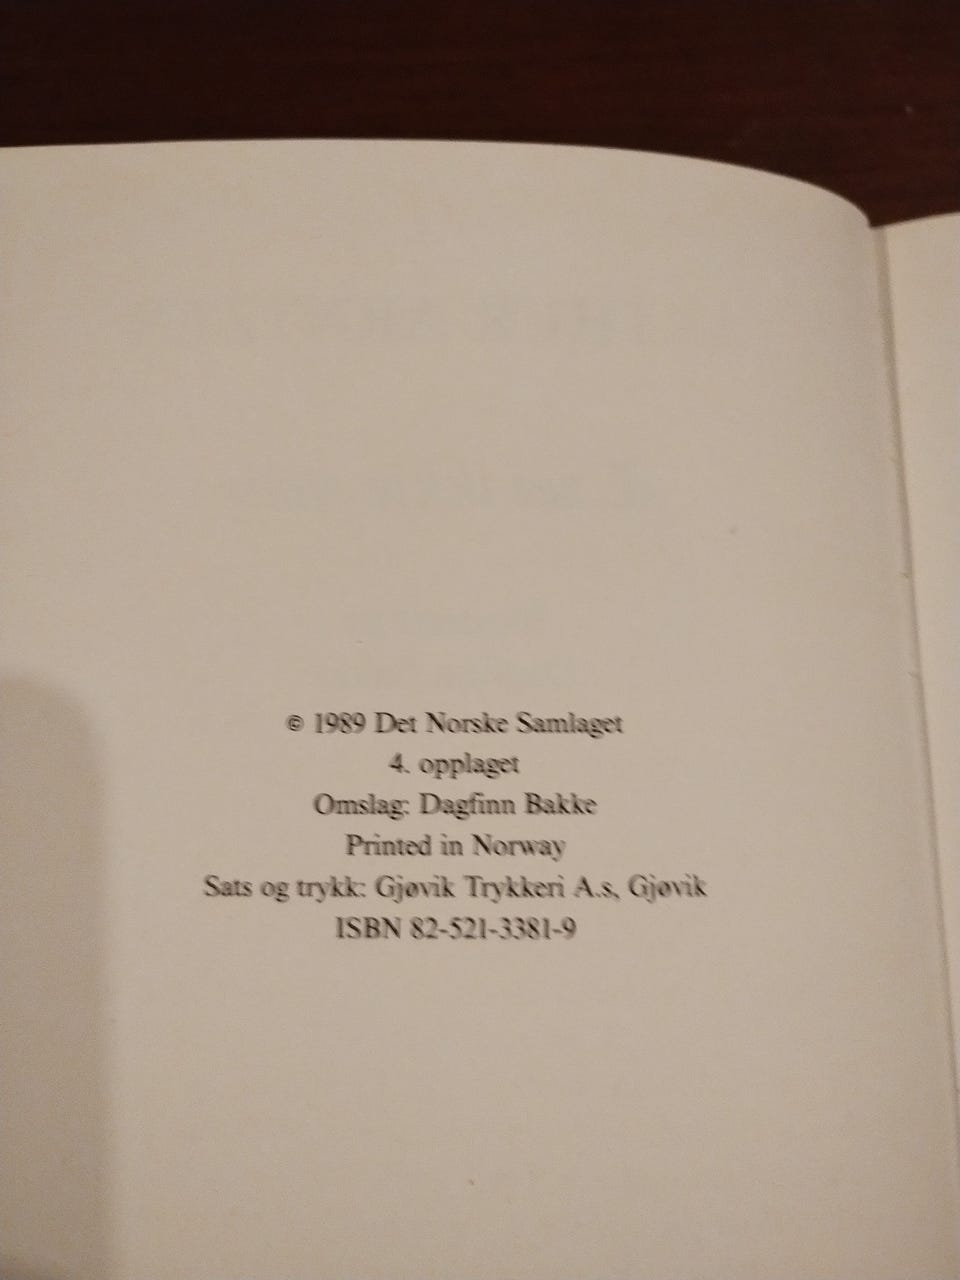 © 1989 Det Norske Samlaget
4. opplaget
Omslag: Dagfinn Bakke
Printed in Norway
Sats og trykk: Gjøvik Trykkeri A.s, Gjøvik
ISBN 82-521-3381-9